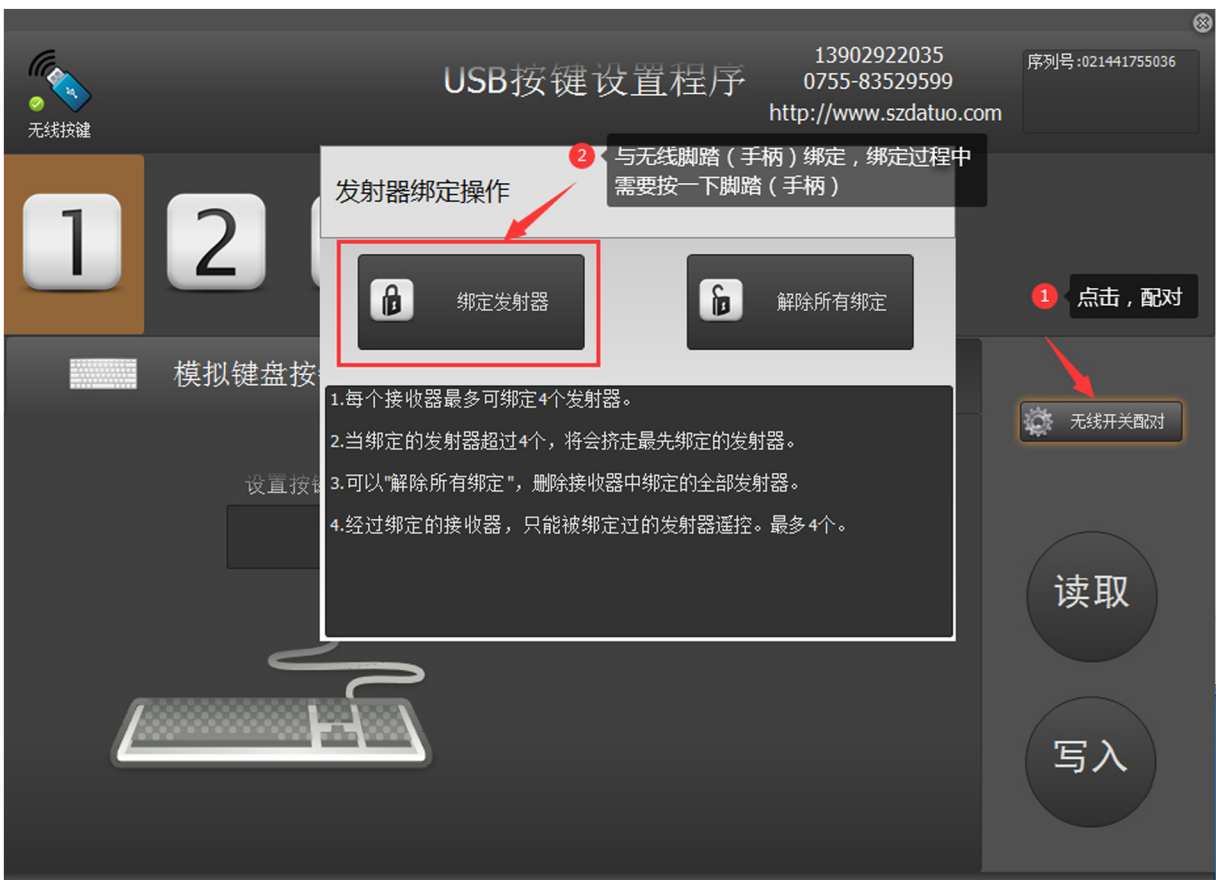 13902922035
USB按键设置程序
0755-83529599
http://www.szdatuo.com
序列号:021441755036
无线按键
2
与无线脚踏（手柄）绑定，绑定过程中
需要按一下脚踏（手柄）
发射器绑定操作
1
2
绑定发射器
解除所有绑定
1
点击，配对
模拟键盘按
无线开关配对
1.每个接收器最多可绑定4个发射器。
2.当绑定的发射器超过4个，将会挤走最先绑定的发射器。
设置按
3.可以"解除所有绑定"，删除接收器中绑定的全部发射器。
4.经过绑定的接收器，只能被绑定过的发射器遥控。最多4个。
读取
写入